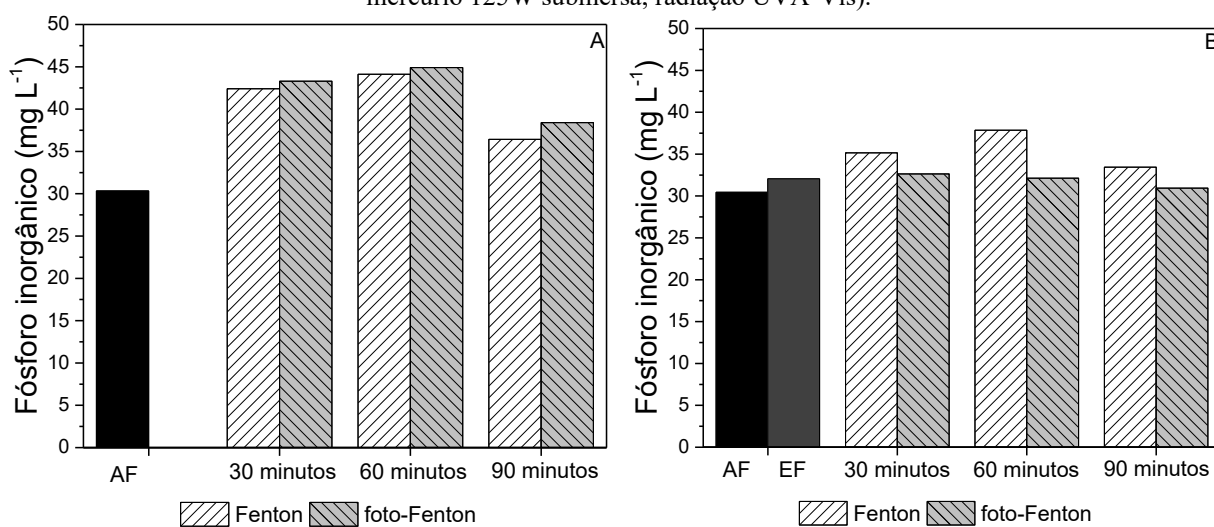 mercúrio 125W submersa, radiação UVA-Vis).
A
Fósforo inorgânico (mg L-1)
50
45
40
35
30
25
20
15
10
5
0
AF 30 minutos 60 minutos 90 minutos
Fenton foto-Fenton
B
Fósforo inorgânico (mg L-1)
50
45
40
35
30
25
20
15
10
5
0
AF EF 30 minutos 60 minutos 90 minutos
Fenton foto-Fenton